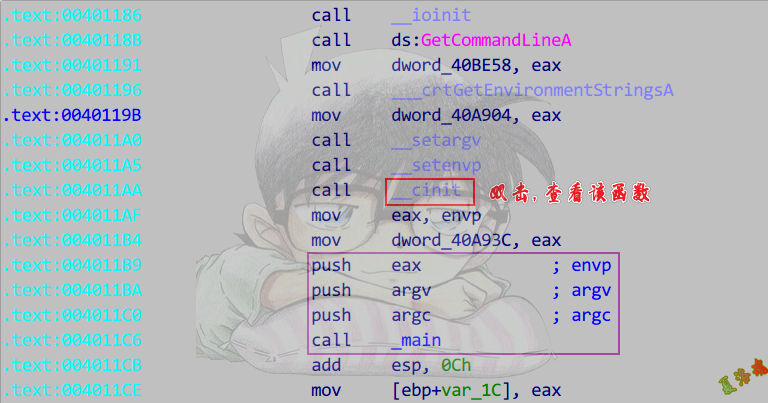 .text:00401186 call __ioinit
.text:0040118B call ds:GetCommandLineA
.text:00401191 mov dword_40BE58, eax
.text:00401196 call ___crtGetEnvironmentStringsA
.text:0040119B mov dword_40A904, eax
.text:004011A0 call __setargv
.text:004011A5 call __setenvp
.text:004011AA call __cinit 双击,查看该函数
.text:004011AF mov eax, envp
.text:004011B4 mov dword_40A93C, eax
.text:004011B9 push eax ; envp
.text:004011BA push argv ; argv
.text:004011C0 push argc ; argc
.text:004011C6 call _main
.text:004011CB add esp, 0Ch
.text:004011CE mov [ebp+var_1C], eax